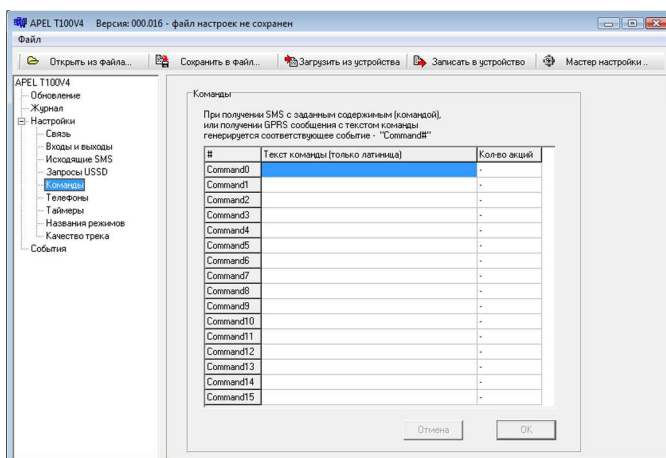 APEL T100V4 Версия: 000.016 - файл настроек не сохранен
Файл
Открыть из файла... Сохранить в файл... Загрузить из устройства Записать в устройство Мастер настройки ..
APEL T100V4
Обновление
Журнал
Настройки
Связь
Входы и выходы
Исходящие SMS
Запросы USSD
Команды
Телефоны
Таймеры
Названия режимов
Качество трека
События
Команды
При получении SMS с заданным содержимым (командой),
или получении GPRS сообщения с текстом команды
генерируется соответствующее событие - "Command#"
# Текст команды (только латиница) Кол-во акций
Command0 -
Command1 -
Command2 -
Command3 -
Command4 -
Command5 -
Command6 -
Command7 -
Command8 -
Command9 -
Command10 -
Command11 -
Command12 -
Command13 -
Command14 -
Command15 -
Отмена OK